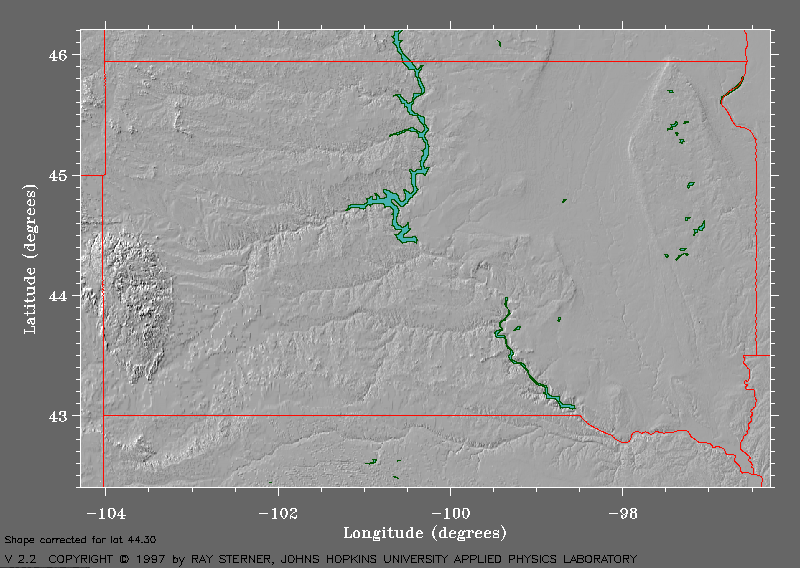 46
45
44
43
Latitude (degrees)
−104
−102
−100
−98
Longitude (degrees)
Shape corrected for lat 44.30
V 2.2 COPYRIGHT © 1997 by RAY STERNER, JOHNS HOPKINS UNIVERSITY APPLIED PHYSICS LABORATORY